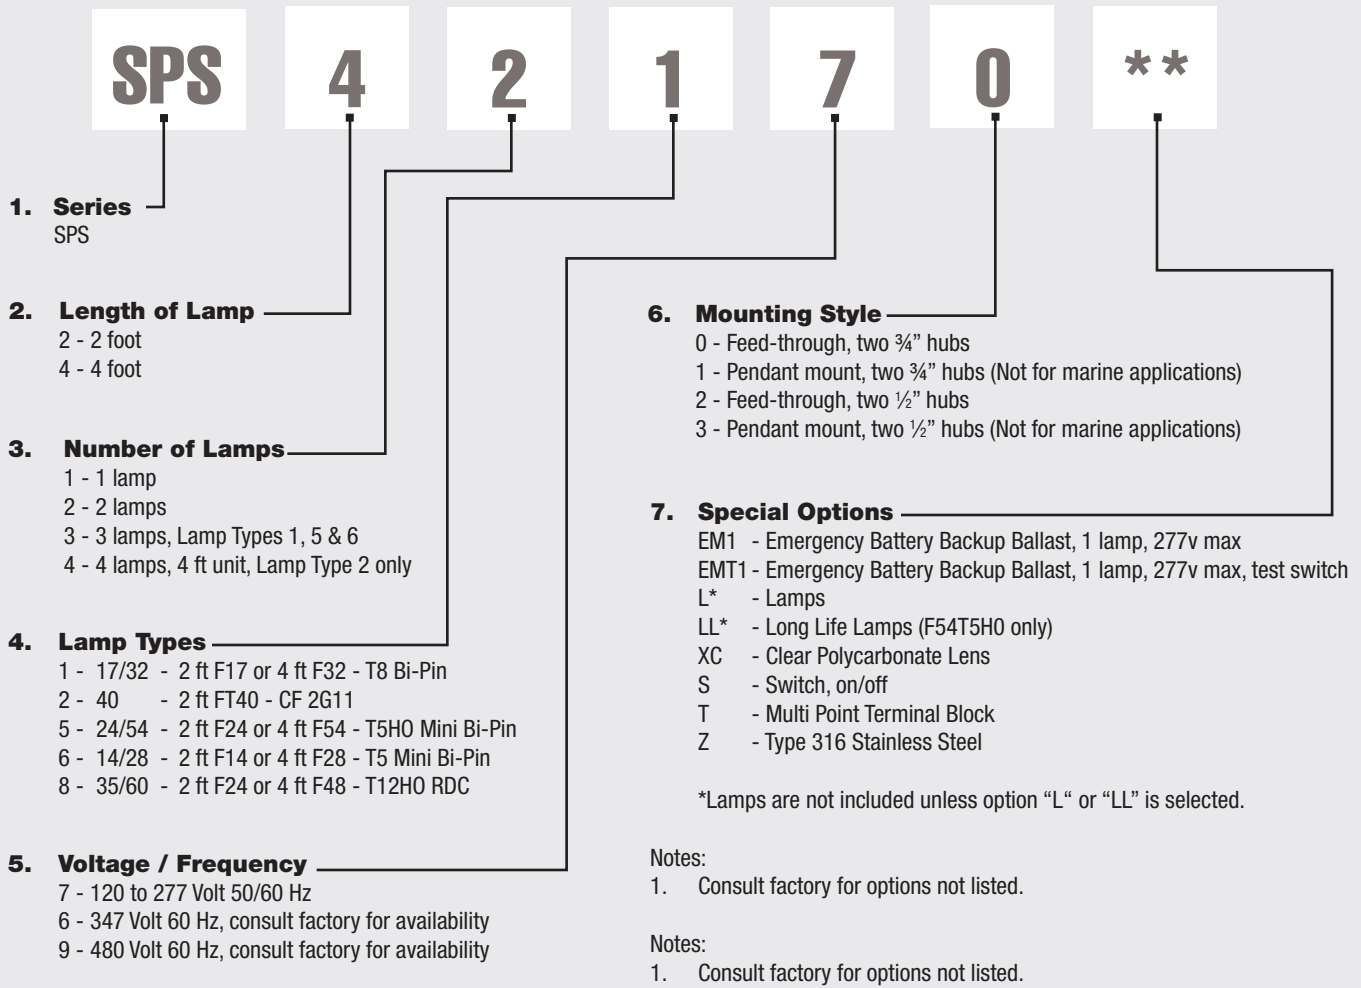 SPS 4 2 1 7 0 **
1. Series
SPS
2. Length of Lamp
2 - 2 foot
4 - 4 foot
3. Number of Lamps
1 - 1 lamp
2 - 2 lamps
3 - 3 lamps, Lamp Types 1, 5 & 6
4 - 4 lamps, 4 ft unit, Lamp Type 2 only
4. Lamp Types
1 - 17/32 - 2 ft F17 or 4 ft F32 - T8 Bi-Pin
2 - 40 - 2 ft FT40 - CF 2G11
5 - 24/54 - 2 ft F24 or 4 ft F54 - T5HO Mini Bi-Pin
6 - 14/28 - 2 ft F14 or 4 ft F28 - T5 Mini Bi-Pin
8 - 35/60 - 2 ft F24 or 4 ft F48 - T12HO RDC
5. Voltage / Frequency
7 - 120 to 277 Volt 50/60 Hz
6 - 347 Volt 60 Hz, consult factory for availability
9 - 480 Volt 60 Hz, consult factory for availability
6. Mounting Style
0 - Feed-through, two ¾” hubs
1 - Pendant mount, two ¾” hubs (Not for marine applications)
2 - Feed-through, two ½” hubs
3 - Pendant mount, two ½” hubs (Not for marine applications)
7. Special Options
EM1 - Emergency Battery Backup Ballast, 1 lamp, 277v max
EMT1 - Emergency Battery Backup Ballast, 1 lamp, 277v max, test switch
L* - Lamps
LL* - Long Life Lamps (F54T5HO only)
XC - Clear Polycarbonate Lens
S - Switch, on/off
T - Multi Point Terminal Block
Z - Type 316 Stainless Steel
*Lamps are not included unless option “L“ or “LL” is selected.
Notes:
1. Consult factory for options not listed.
Notes:
1. Consult factory for options not listed.